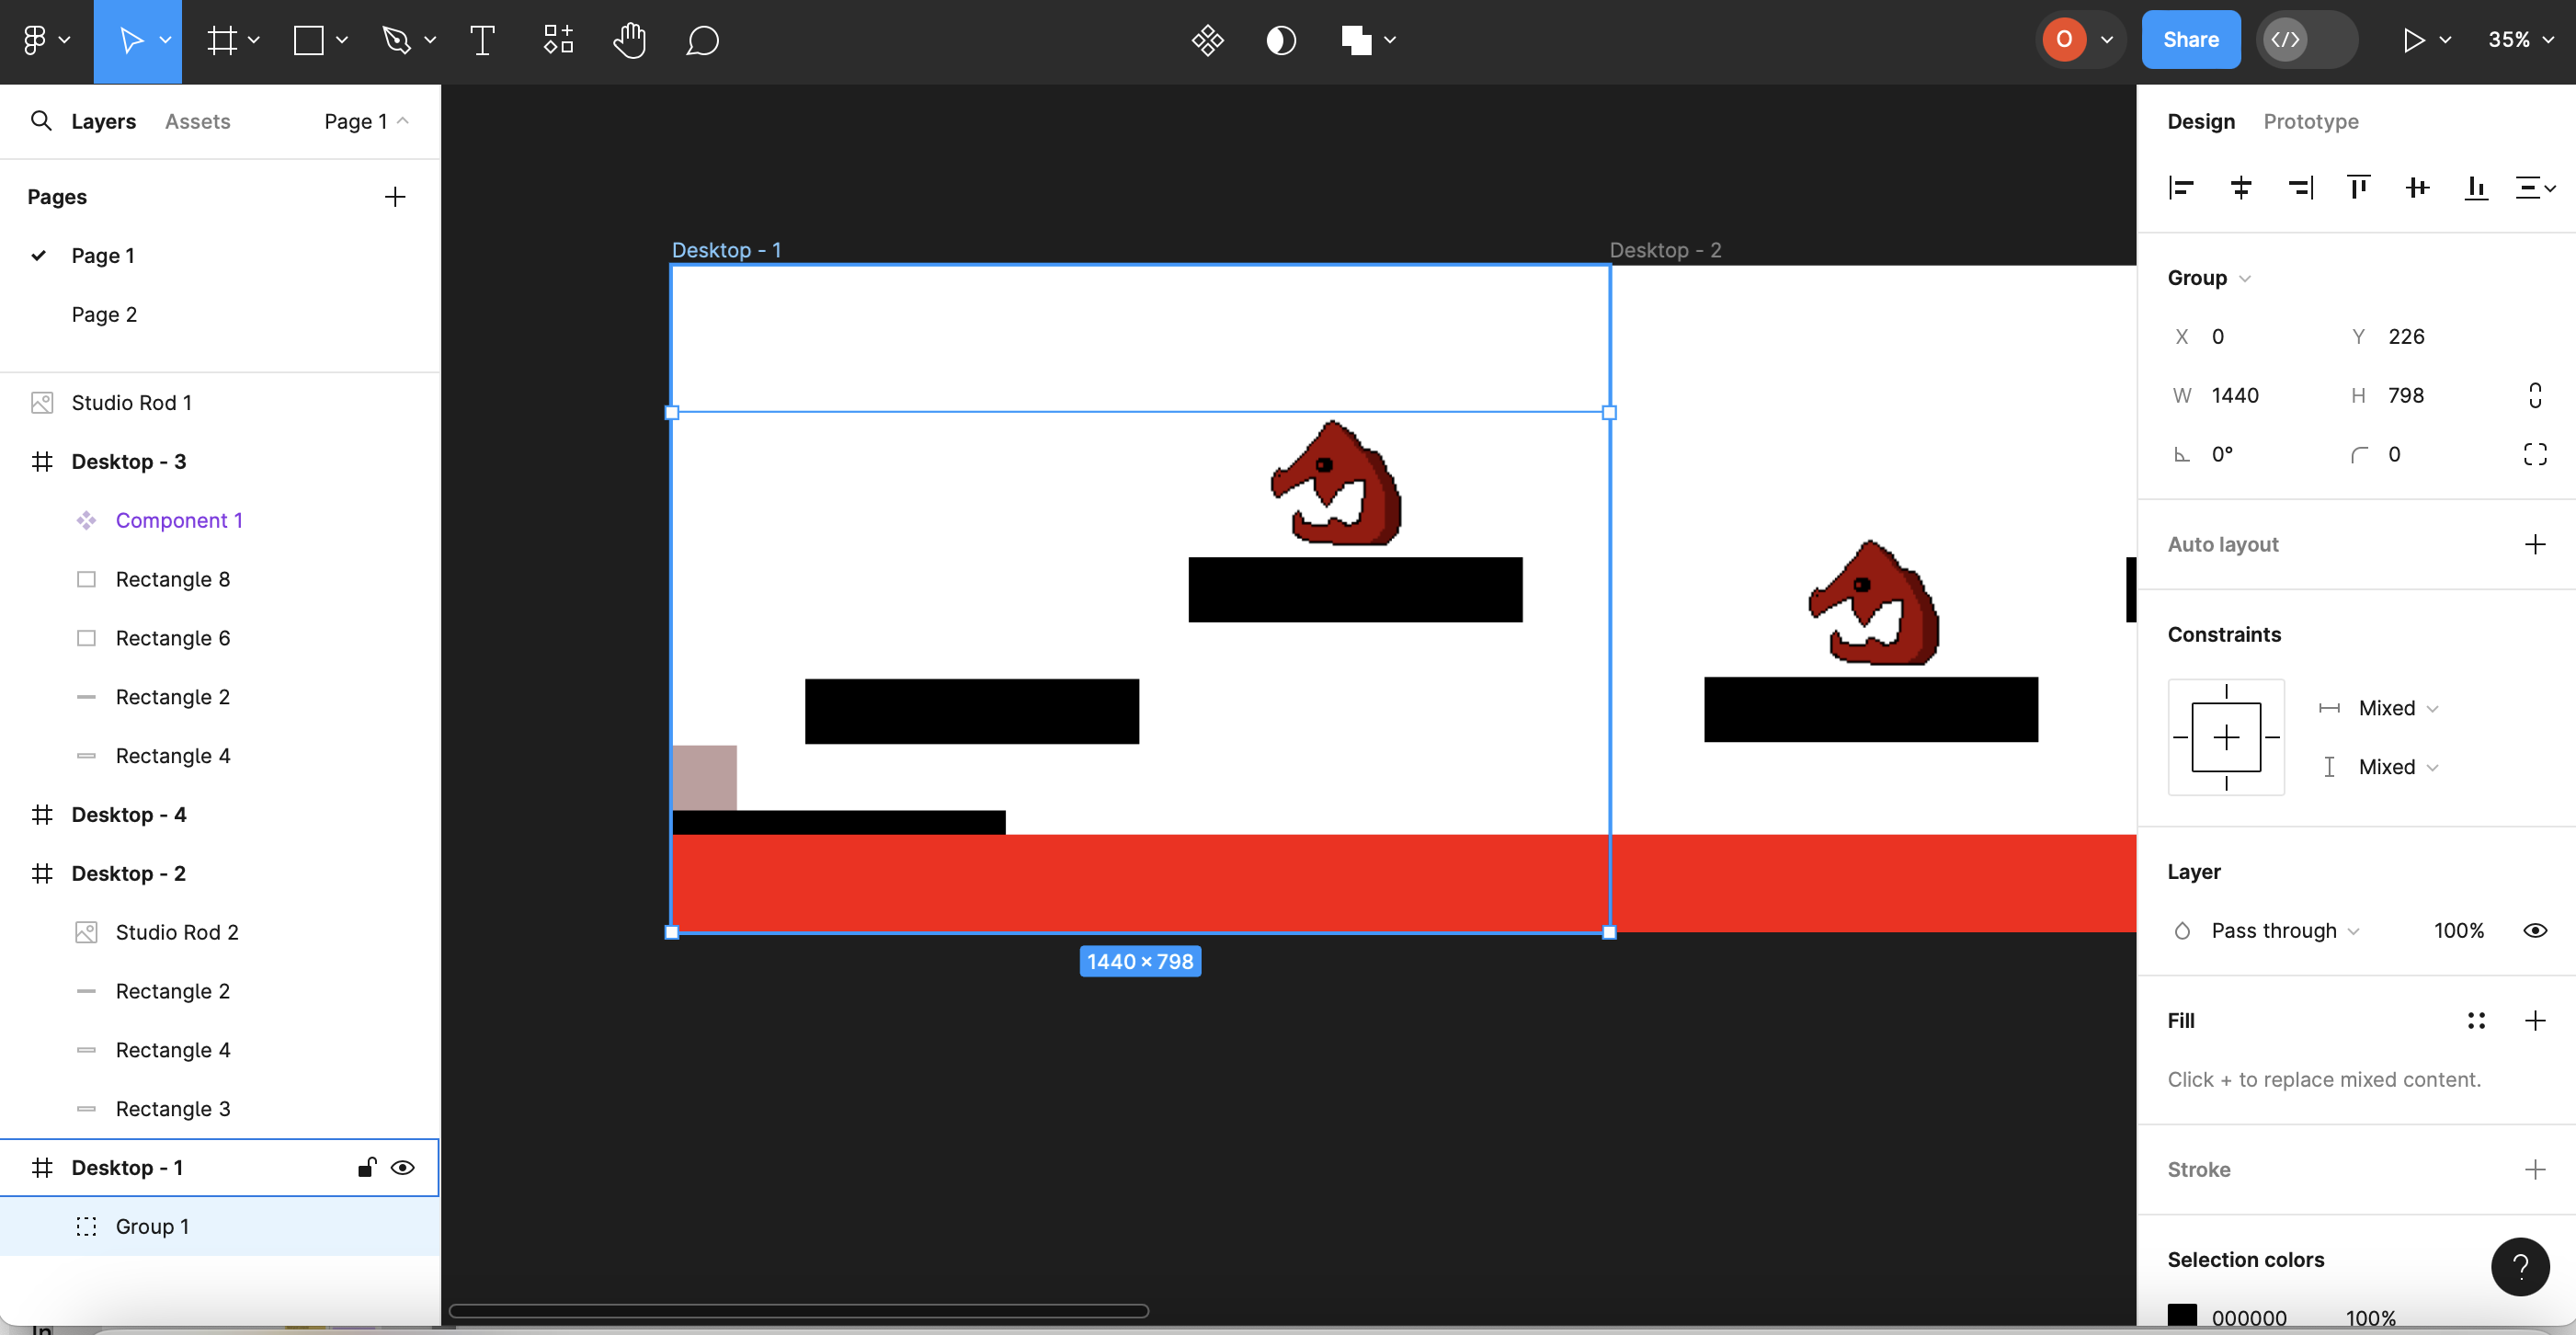 O
Share
35%
Layers
Assets
Page 1
Pages
Page 1
Page 2
Studio Rod 1
Desktop - 3
Component 1
Rectangle 8
Rectangle 6
Rectangle 2
Rectangle 4
Desktop - 4
Desktop - 2
Studio Rod 2
Rectangle 2
Rectangle 4
Rectangle 3
Desktop - 1
Group 1
Desktop - 1
Desktop - 2
1440 × 798
Design
Prototype
Group
X 0 Y 226
W 1440 H 798
0° 0
Auto layout
Constraints
Mixed
Mixed
Layer
Pass through 100%
Fill
Click + to replace mixed content.
Stroke
Selection colors
?
000000 100%